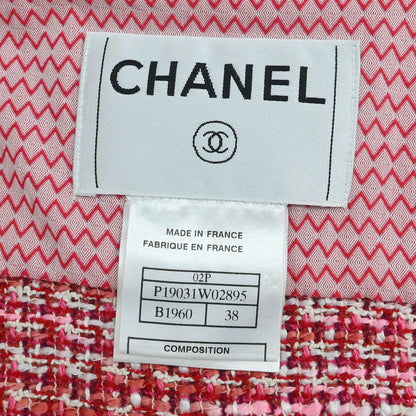 CHANEL
MADE IN FRANCE
FABRIQUE EN FRANCE
02P
P19031W02895
B1960 38
COMPOSITION